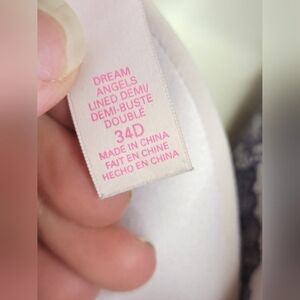 DREAM
ANGELS
LINED DEMI/
DEMI-BUSTE
DOUBLÉ
34D
MADE IN CHINA
FAIT EN CHINE
HECHO EN CHINA